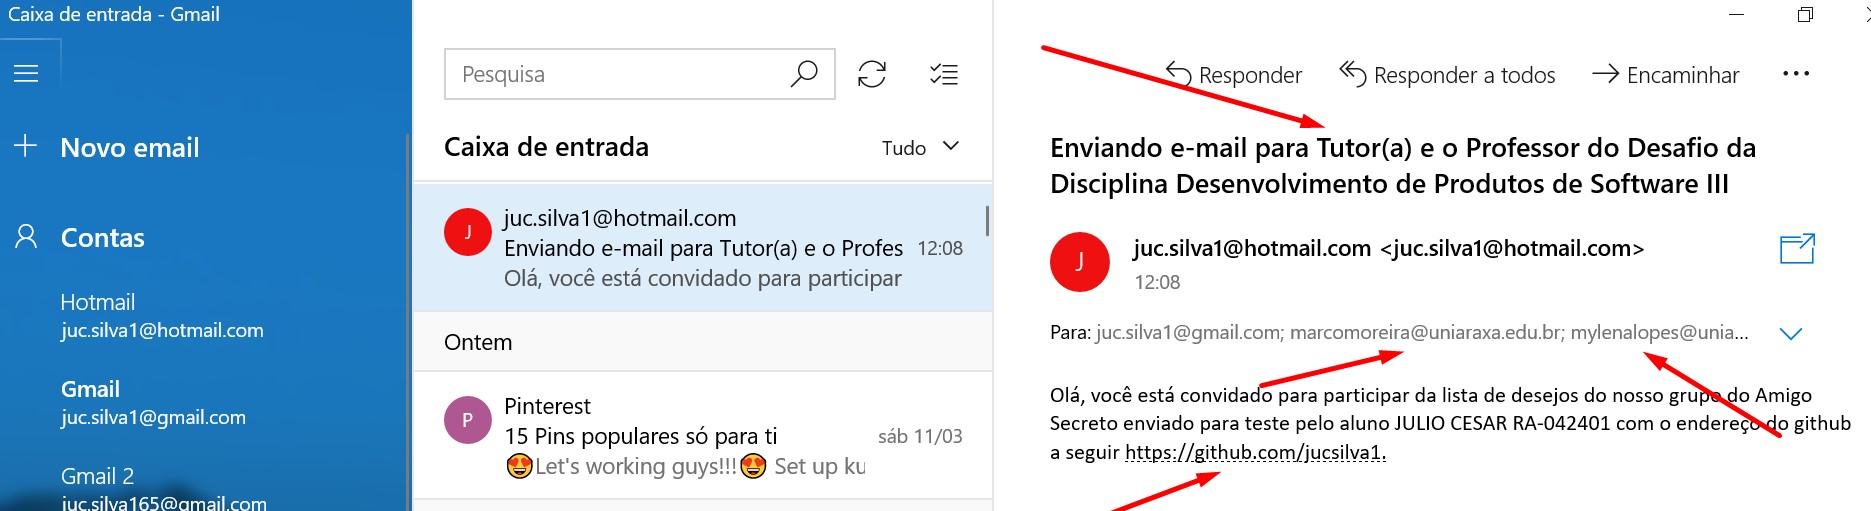 Caixa de entrada - Gmail
Novo email
Contas
Hotmail
juc.silva1@hotmail.com
Gmail
juc.silva1@gmail.com
Gmail 2
juc.silva165@gmail.com
Pesquisa
Caixa de entrada
Tudo
J
juc.silva1@hotmail.com
Enviando e-mail para Tutor(a) e o Profes 12:08
Olá, você está convidado para participar
Ontem
P
Pinterest
15 Pins populares só para ti sáb 11/03
😍Let's working guys!!!😍 Set up ku
Responder
Responder a todos
Encaminhar
Enviando e-mail para Tutor(a) e o Professor do Desafio da
Disciplina Desenvolvimento de Produtos de Software III
J
juc.silva1@hotmail.com <juc.silva1@hotmail.com>
12:08
Para: juc.silva1@gmail.com; marcomoreira@uniaraxa.edu.br; mylenalopes@unia...
Olá, você está convidado para participar da lista de desejos do nosso grupo do Amigo
Secreto enviado para teste pelo aluno JULIO CESAR RA-042401 com o endereço do github
a seguir https://github.com/jucsilva1.